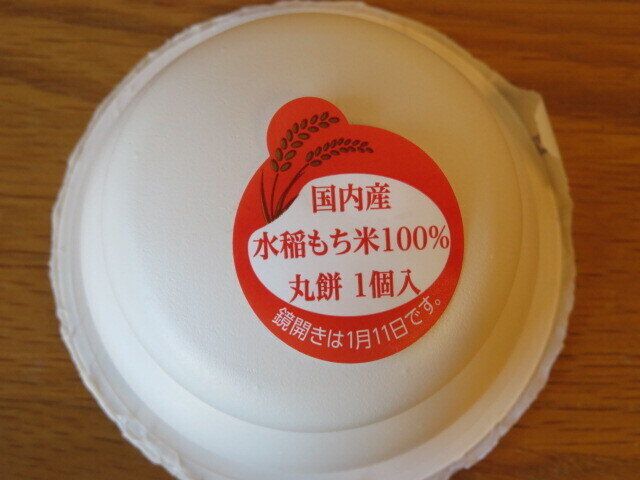 国内産
水稲もち米100%
丸餅 1個入
鏡開きは1月11日です。